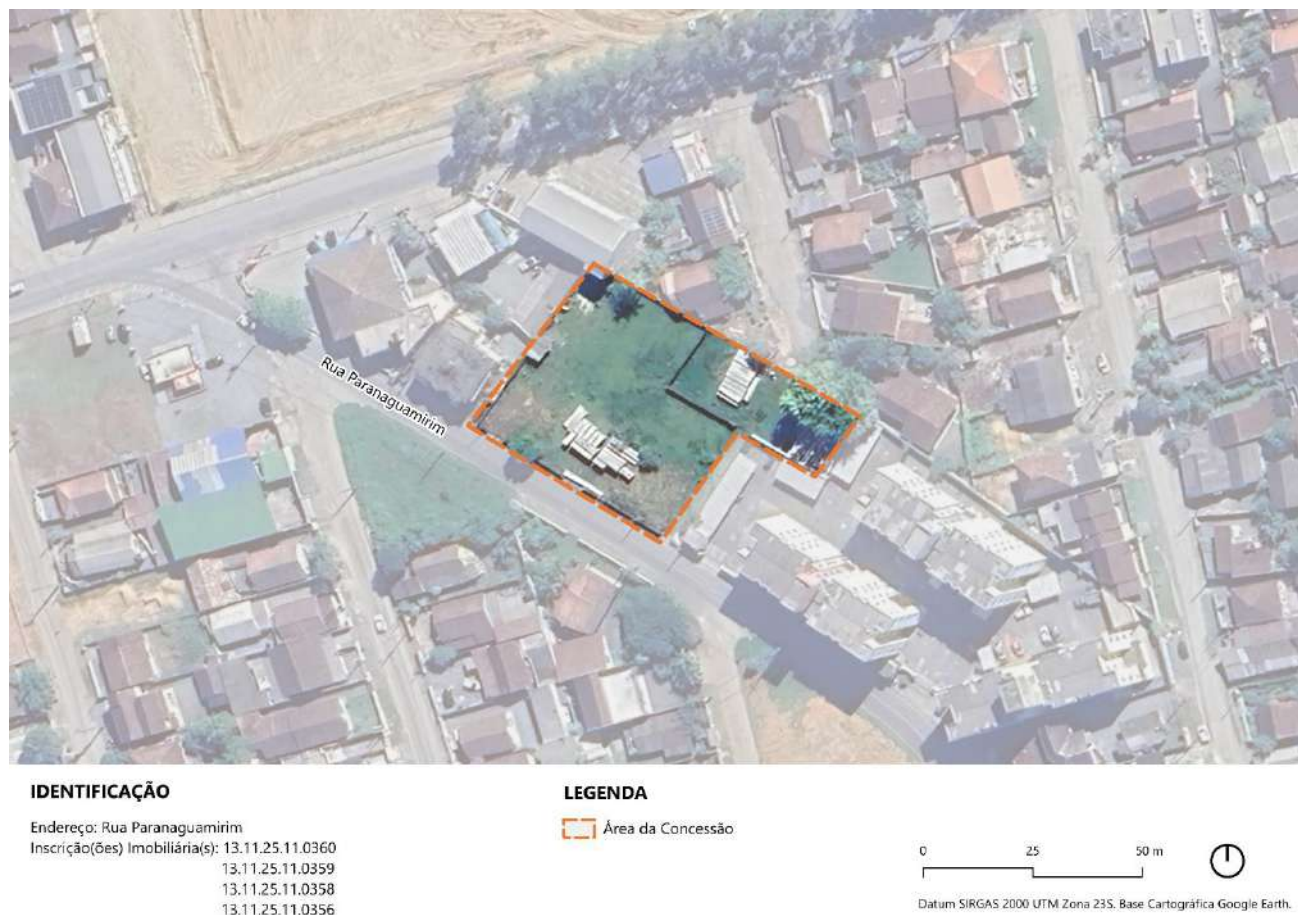 Rua Paranaguamirim
IDENTIFICAÇÃO
Endereço: Rua Paranaguamirim
Inscrição(ões) Imobiliária(s): 13.11.25.11.0360
13.11.25.11.0359
13.11.25.11.0358
13.11.25.11.0356
LEGENDA
Área da Concessão
0 25 50 m
Datum SIRGAS 2000 UTM Zona 23S. Base Cartográfica Google Earth.